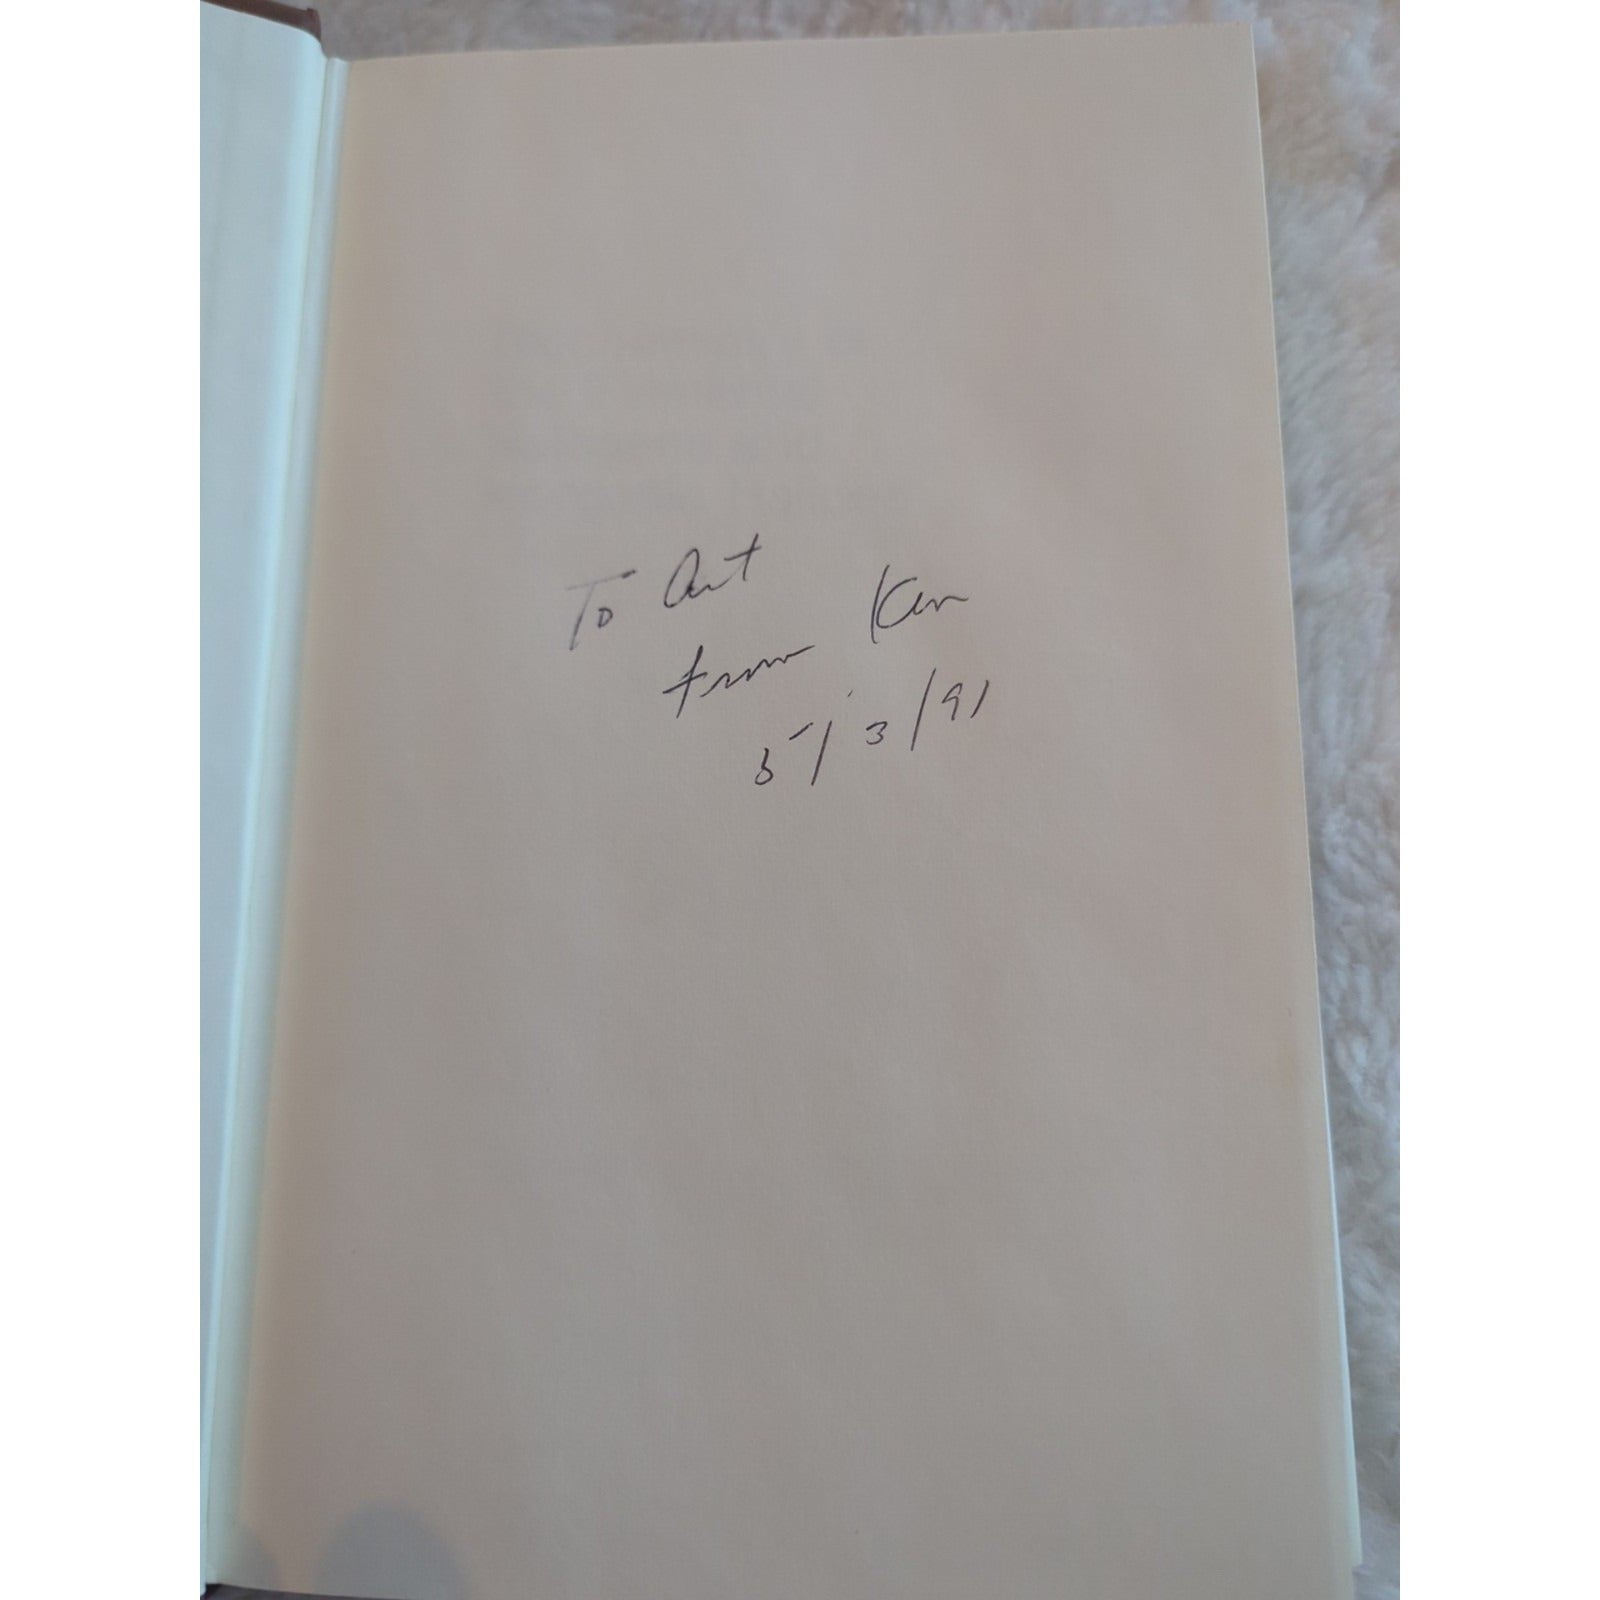 To Art
from Ken
5/3/91